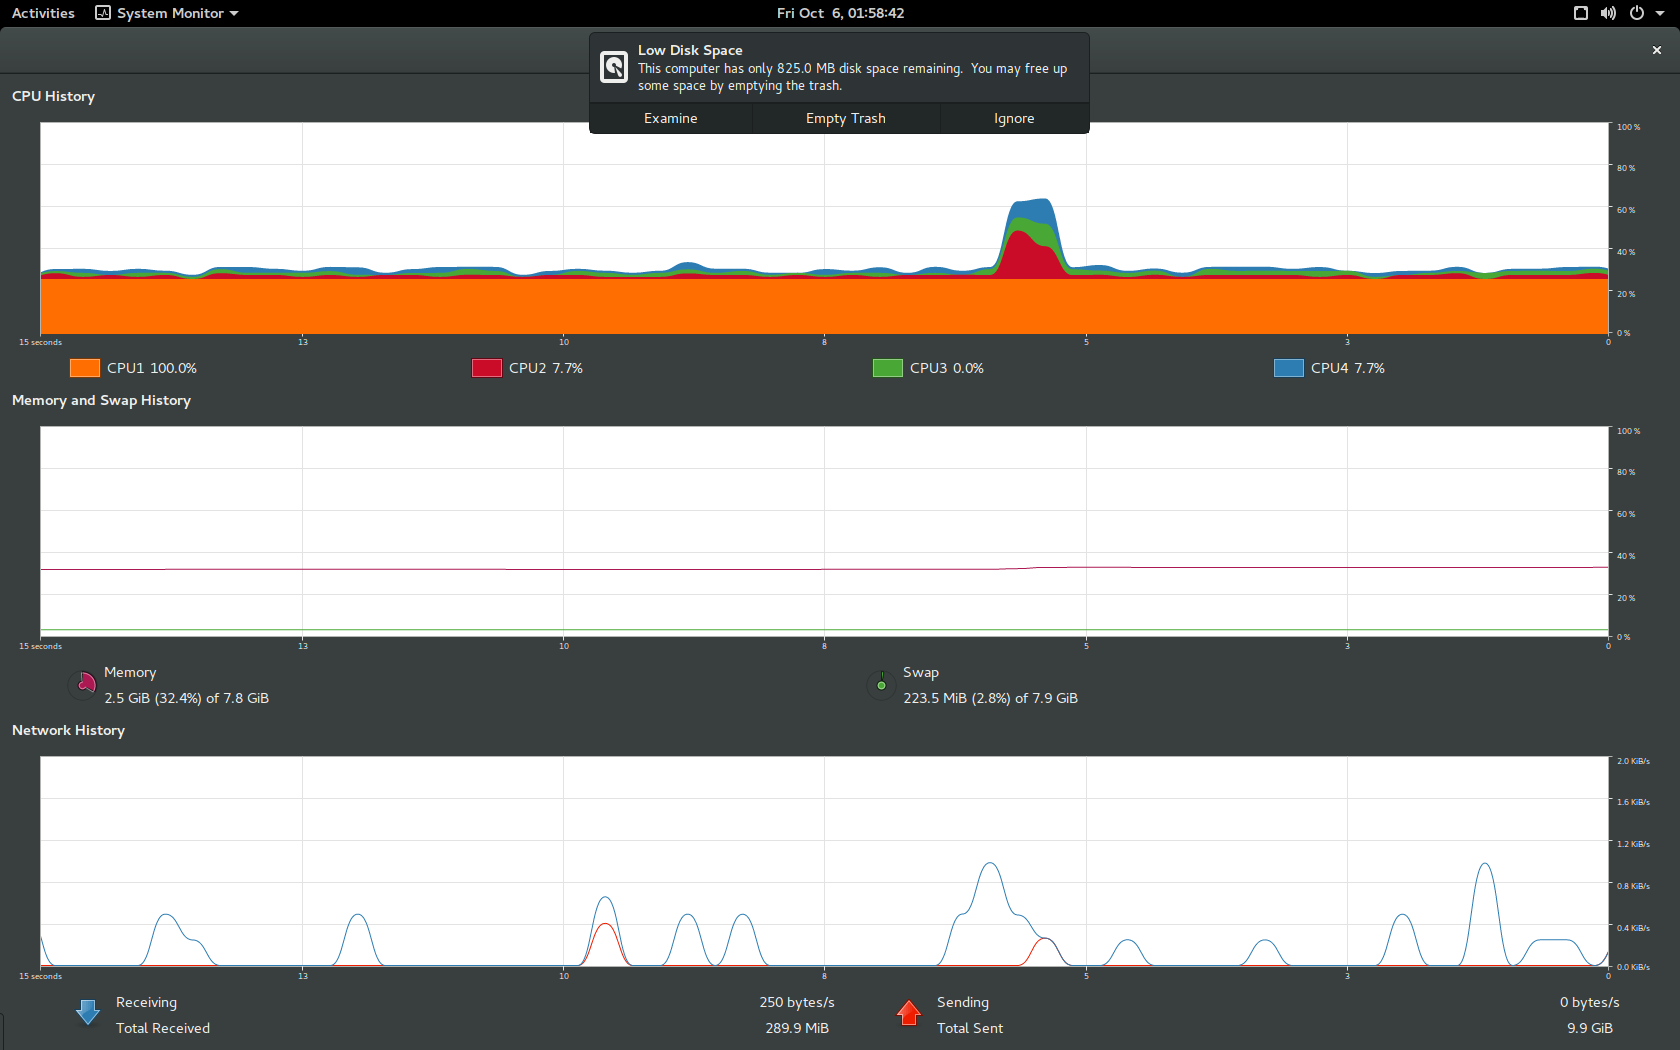 Activities
System Monitor
Fri Oct 6, 01:58:42
Low Disk Space
This computer has only 825.0 MB disk space remaining. You may free up
some space by emptying the trash.
Examine
Empty Trash
Ignore
CPU History
100 %
80 %
60 %
40 %
20 %
0 %
15 seconds
13
10
8
5
3
0
CPU1 100.0%
CPU2 7.7%
CPU3 0.0%
CPU4 7.7%
Memory and Swap History
100 %
80 %
60 %
40 %
20 %
0 %
15 seconds
13
10
8
5
3
0
Memory
2.5 GiB (32.4%) of 7.8 GiB
Swap
223.5 MiB (2.8%) of 7.9 GiB
Network History
2.0 KiB/s
1.6 KiB/s
1.2 KiB/s
0.8 KiB/s
0.4 KiB/s
0.0 KiB/s
15 seconds
13
10
8
5
3
0
Receiving
250 bytes/s
Total Received
289.9 MiB
Sending
0 bytes/s
Total Sent
9.9 GiB